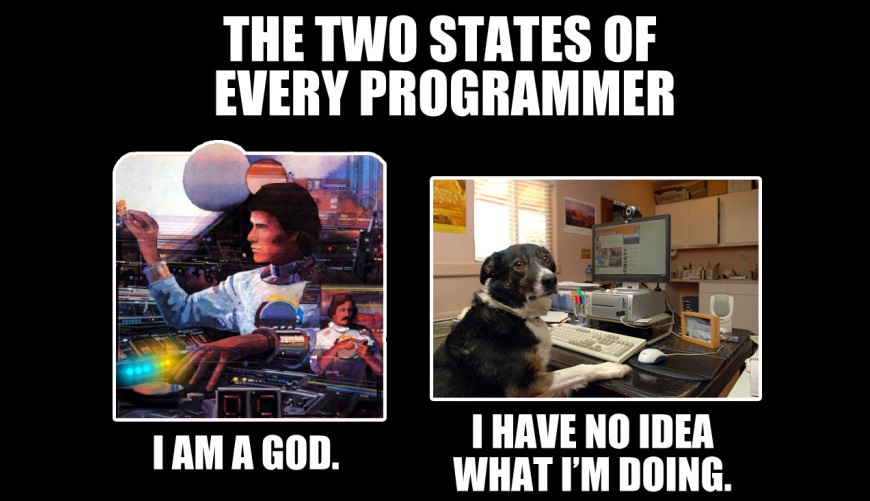 THE TWO STATES OF
EVERY PROGRAMMER
I AM A GOD.
I HAVE NO IDEA
WHAT I'M DOING.